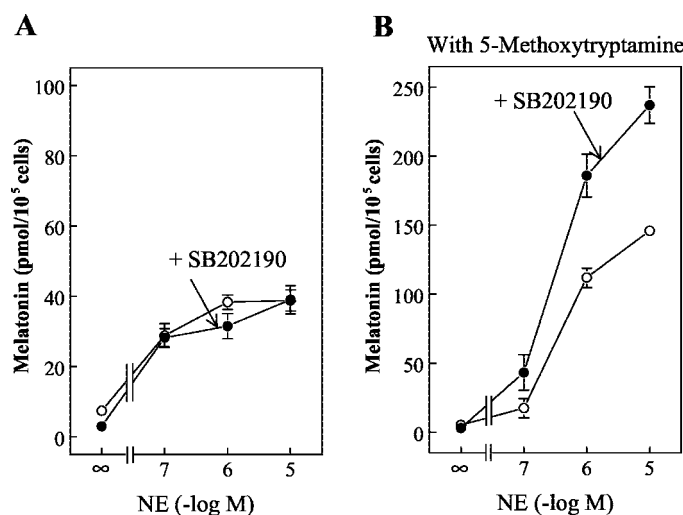 A
Melatonin (pmol/10⁵ cells)
100
80
60
40
20
0
+ SB202190
∞ 7 6 5
NE (-log M)
B
With 5-Methoxytryptamine
Melatonin (pmol/10⁵ cells)
250
200
150
100
50
0
+ SB202190
∞ 7 6 5
NE (-log M)